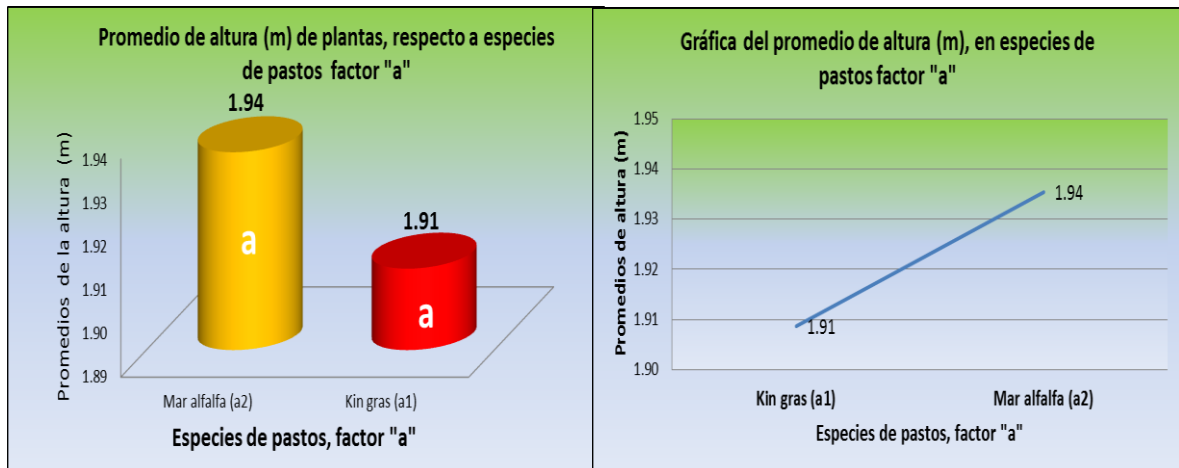 Promedio de altura (m) de plantas, respecto a especies
de pastos factor "a"
1.94
1.91
a
a
Promedios de la altura (m)
1.94
1.93
1.92
1.91
1.90
1.89
Mar alfalfa (a2)
Kin gras (a1)
Especies de pastos, factor "a"
Gráfica del promedio de altura (m), en especies de
pastos factor "a"
Promedios de altura (m)
1.95
1.94
1.93
1.92
1.91
1.90
1.94
1.91
Kin gras (a1)
Mar alfalfa (a2)
Especies de pastos, factor "a"